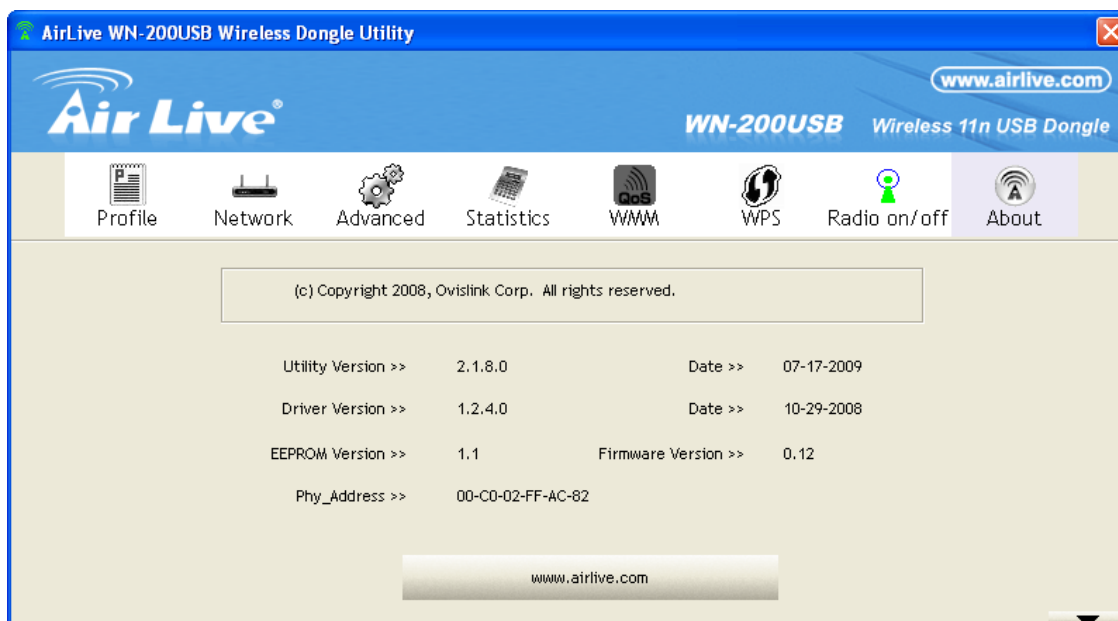 AirLive WN-200USB Wireless Dongle Utility
www.airlive.com
Air Live®
WN-200USB Wireless 11n USB Dongle
P
QoS
Profile Network Advanced Statistics WMM WPS Radio on/off About
(c) Copyright 2008, Ovislink Corp. All rights reserved.
Utility Version >> 2.1.8.0 Date >> 07-17-2009
Driver Version >> 1.2.4.0 Date >> 10-29-2008
EEPROM Version >> 1.1 Firmware Version >> 0.12
Phy_Address >> 00-C0-02-FF-AC-82
www.airlive.com